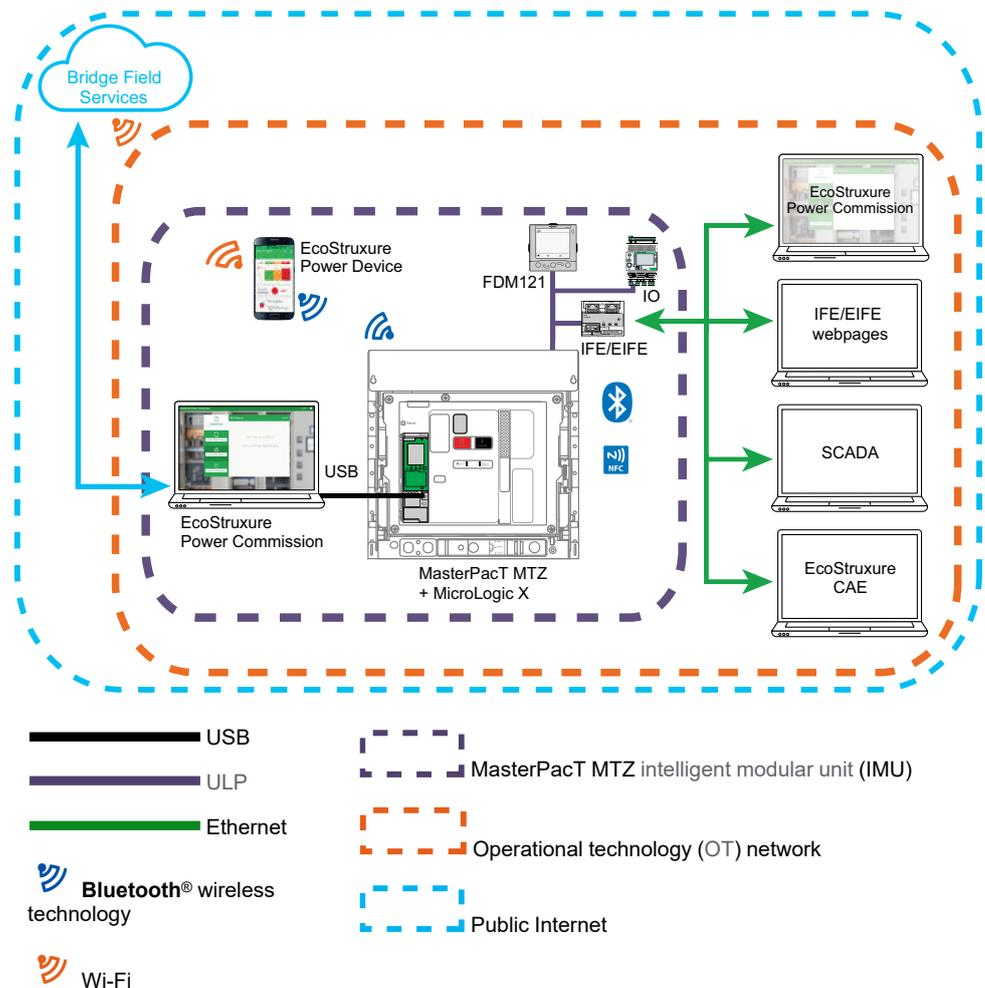 Bridge Field
Services
EcoStruxure
Power Commission
EcoStruxure
Power Device
FDM121
IO
IFE/EIFE
IFE/EIFE
webpages
NFC
USB
SCADA
EcoStruxure
Power Commission
MasterPacT MTZ
+ MicroLogic X
EcoStruxure
CAE
USB
ULP
Ethernet
Bluetooth® wireless
technology
Wi-Fi
MasterPacT MTZ intelligent modular unit (IMU)
Operational technology (OT) network
Public Internet